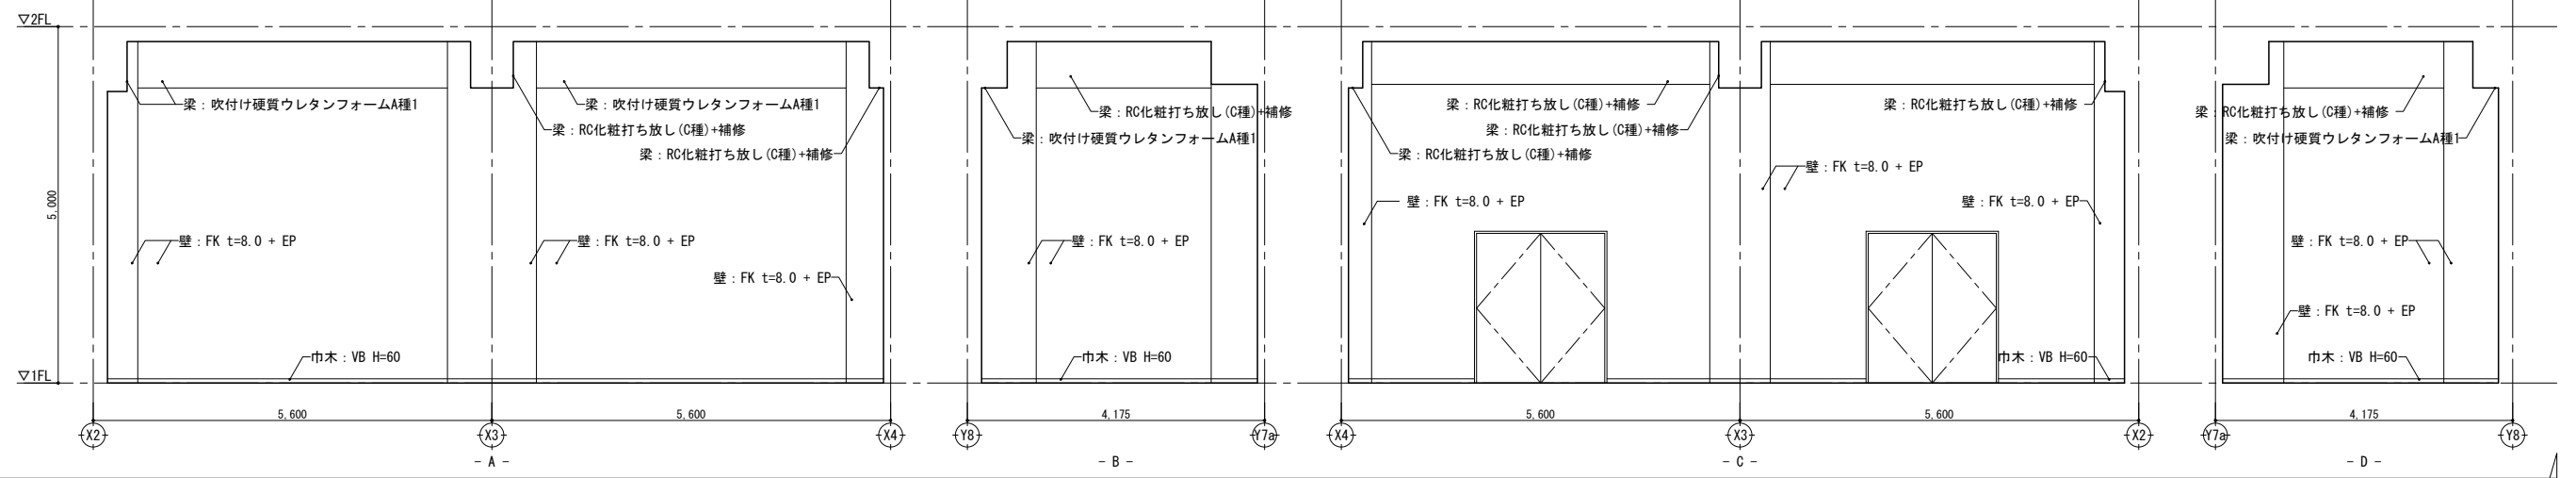 ▽2FL
梁：吹付け硬質ウレタンフォームA種1
梁：吹付け硬質ウレタンフォームA種1
梁：RC化粧打ち放し(C種)+補修
梁：RC化粧打ち放し(C種)+補修
5,000
壁：FK t=8.0 + EP
壁：FK t=8.0 + EP
壁：FK t=8.0 + EP
巾木：VB H=60
▽1FL
5,600
5,600
X2
X3
X4
- A -
梁：RC化粧打ち放し(C種)+補修
梁：吹付け硬質ウレタンフォームA種1
壁：FK t=8.0 + EP
巾木：VB H=60
4,175
Y8
Y7a
- B -
梁：RC化粧打ち放し(C種)+補修
梁：RC化粧打ち放し(C種)+補修
梁：RC化粧打ち放し(C種)+補修
梁：RC化粧打ち放し(C種)+補修
壁：FK t=8.0 + EP
壁：FK t=8.0 + EP
壁：FK t=8.0 + EP
巾木：VB H=60
5,600
5,600
X4
X3
X2
- C -
梁：RC化粧打ち放し(C種)+補修
梁：吹付け硬質ウレタンフォームA種1
壁：FK t=8.0 + EP
壁：FK t=8.0 + EP
巾木：VB H=60
4,175
Y7a
Y8
- D -